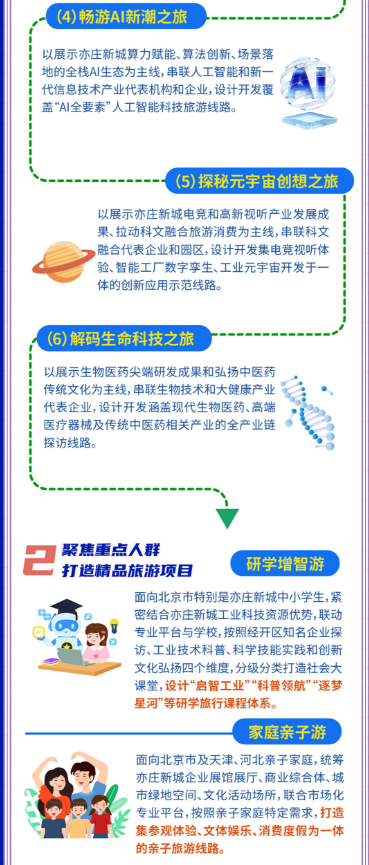 (4)畅游AI新潮之旅
以展示亦庄新城算力赋能、算法创新、场景落
地的全栈AI生态为主线,串联人工智能和新一
代信息技术产业代表机构和企业,设计开发覆
盖“AI全要素”人工智能科技旅游线路。
AI
(5)探秘元宇宙创想之旅
以展示亦庄新城电竞和高新视听产业发展成
果、拉动科文融合旅游消费为主线,串联科文
融合代表企业和园区,设计开发集电竞视听体
验、智能工厂数字孪生、工业元宇宙开发于一
体的创新应用示范线路。
(6)解码生命科技之旅
以展示生物医药尖端研发成果和弘扬中医药
传统文化为主线,串联生物技术和大健康产业
代表企业,设计开发涵盖现代生物医药、高端
医疗器械及传统中医药相关产业的全产业链
探访线路。
2 聚焦重点人群
打造精品旅游项目
研学增智游
面向北京市特别是亦庄新城中小学生,紧
密结合亦庄新城工业科技资源优势,联动
专业平台与学校,按照经开区知名企业探
访、工业技术科普、科学技能实践和创新
文化弘扬四个维度,分级分类打造社会大
课堂,设计“启智工业”“科普领航”“逐梦
星河”等研学旅行课程体系。
家庭亲子游
面向北京市及天津、河北亲子家庭,统筹
亦庄新城企业展馆展厅、商业综合体、城
市绿地空间、文化活动场所,联合市场化
专业平台,按照亲子家庭特定需求,打造
集参观体验、文体娱乐、消费度假为一体
的亲子旅游线路。